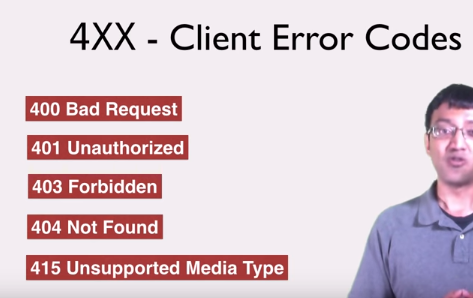 4XX - Client Error Codes
400 Bad Request
401 Unauthorized
403 Forbidden
404 Not Found
415 Unsupported Media Type